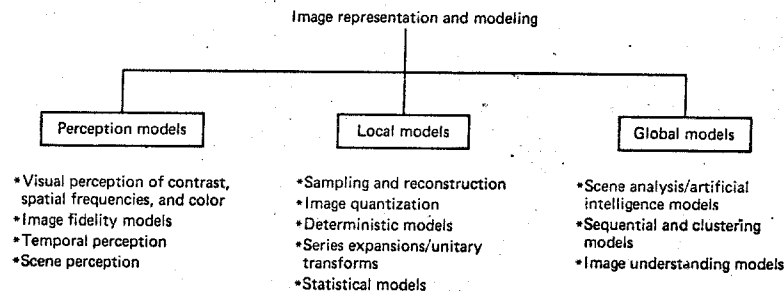 Image representation and modeling
Perception models
*Visual perception of contrast,
spatial frequencies, and color
*Image fidelity models
*Temporal perception
*Scene perception
Local models
*Sampling and reconstruction
*Image quantization
*Deterministic models
*Series expansions/unitary
transforms
*Statistical models
Global models
*Scene analysis/artificial
intelligence models
*Sequential and clustering
models
*Image understanding models